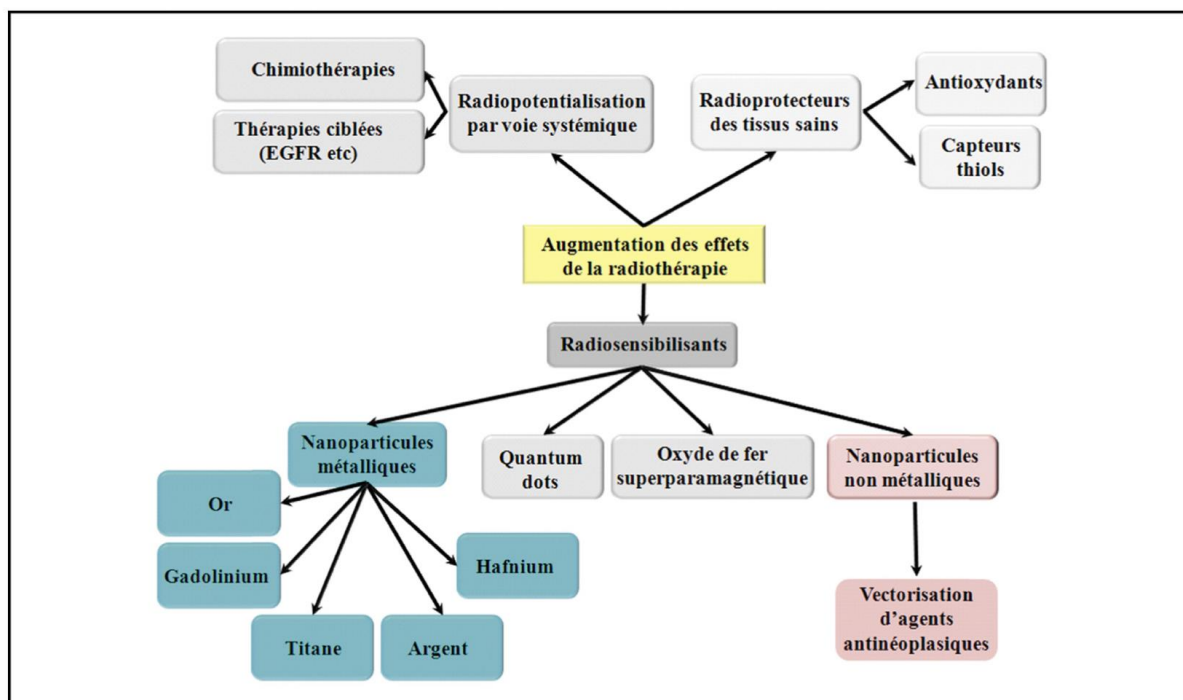 Chimiothérapies
Thérapies ciblées
(EGFR etc)
Radiopotentialisation
par voie systémique
Radioprotecteurs
des tissus sains
Antioxydants
Capteurs
thiols
Augmentation des effets
de la radiothérapie
Radiosensibilisants
Nanoparticules
métalliques
Quantum
dots
Oxyde de fer
superparamagnétique
Nanoparticules
non métalliques
Or
Gadolinium
Titane
Argent
Hafnium
Vectorisation
d’agents
antinéoplasiques